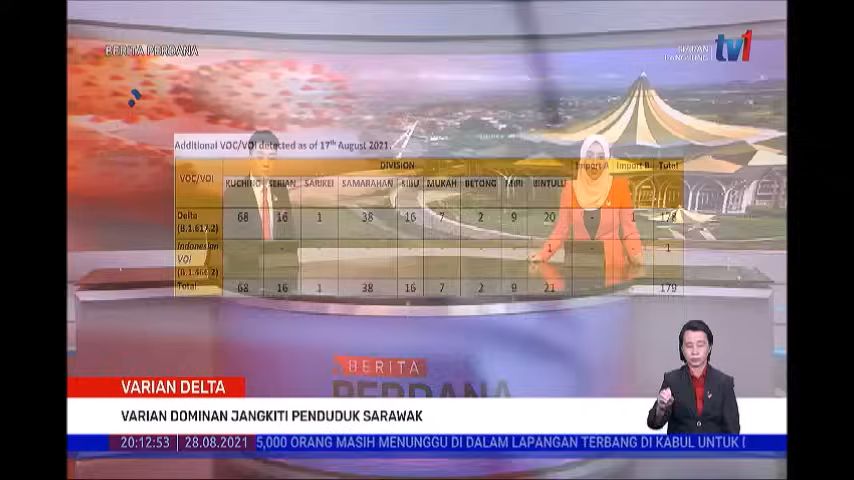 BERITA PERDANA
SIARAN
LANGSUNG
tv1
Additional VOC/VOI detected as of 17th August 2021.
VOC/VOI DIVISION Import A Import B Total
KUCHING SERIAN SARIKEI SAMARAHAN SIBU MUKAH BETONG MIRI BINTULU
Delta (B.1.617.2) 68 16 1 38 16 7 2 9 20 - 1 178
Indonesian VOI (B.1.466.2) 1 1
Total 68 16 1 38 16 7 2 9 21 179
BERITA
PERDANA
VARIAN DELTA
VARIAN DOMINAN JANGKITI PENDUDUK SARAWAK
20:12:53 28.08.2021 5,000 ORANG MASIH MENUNGGU DI DALAM LAPANGAN TERBANG DI KABUL UNTUK